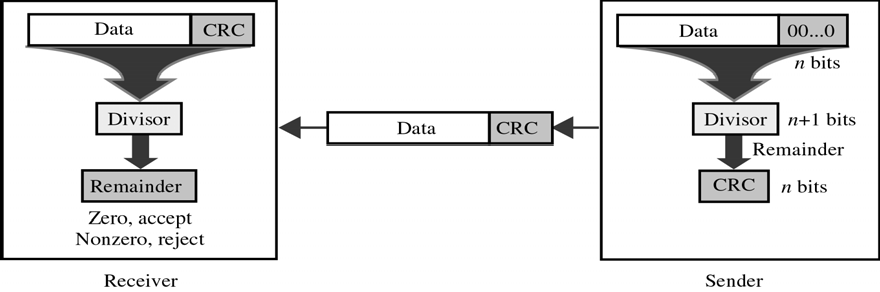 Data CRC
Divisor
Remainder
Zero, accept
Nonzero, reject
Receiver
Data CRC
Data 00...0
n bits
Divisor n+1 bits
Remainder
CRC n bits
Sender